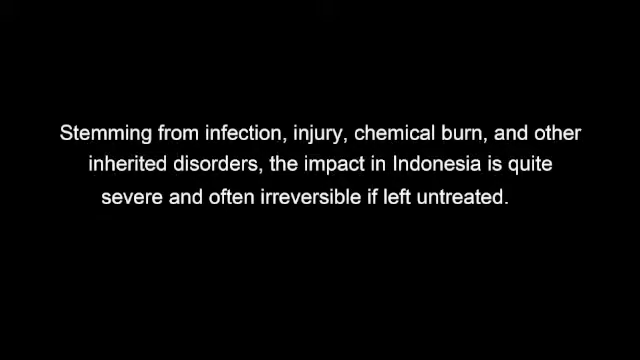 Stemming from infection, injury, chemical burn, and other
inherited disorders, the impact in Indonesia is quite
severe and often irreversible if left untreated.